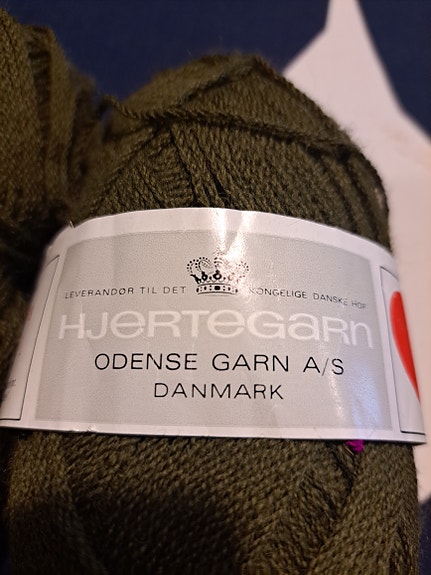 LEVERANDØR TIL DET KONGELIGE DANSKE HOF
HJERTEGARN
ODENSE GARN A/S
DANMARK